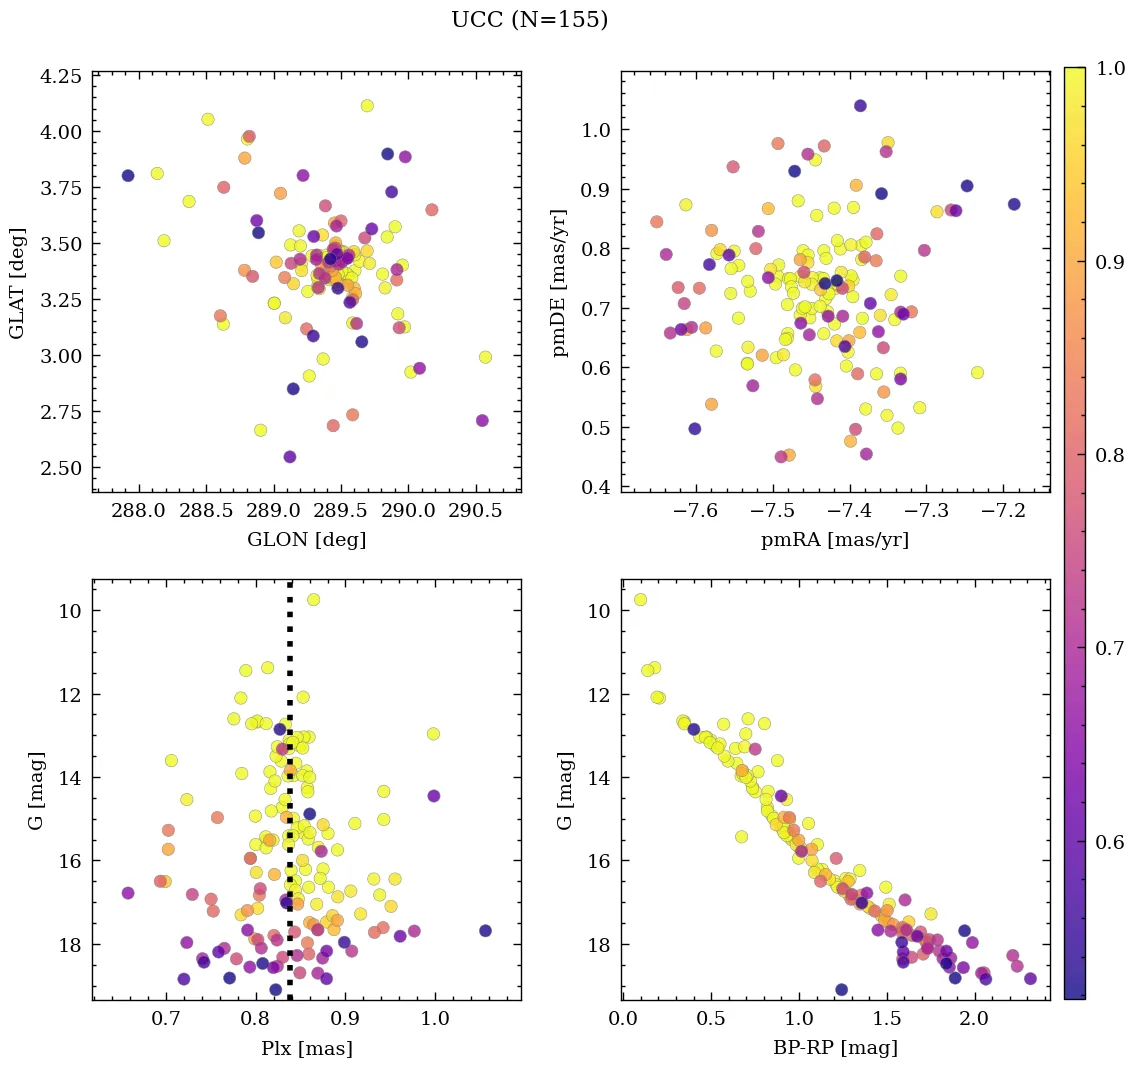 UCC (N=155)
4.25
4.00
3.75
3.50
3.25
3.00
2.75
2.50
GLAT [deg]
288.0 288.5 289.0 289.5 290.0 290.5
GLON [deg]
1.0
0.9
0.8
0.7
0.6
0.5
0.4
pmDE [mas/yr]
−7.6 −7.5 −7.4 −7.3 −7.2
pmRA [mas/yr]
1.0
0.9
0.8
0.7
0.6
10
12
14
16
18
G [mag]
0.7 0.8 0.9 1.0
Plx [mas]
10
12
14
16
18
G [mag]
0.0 0.5 1.0 1.5 2.0
BP-RP [mag]